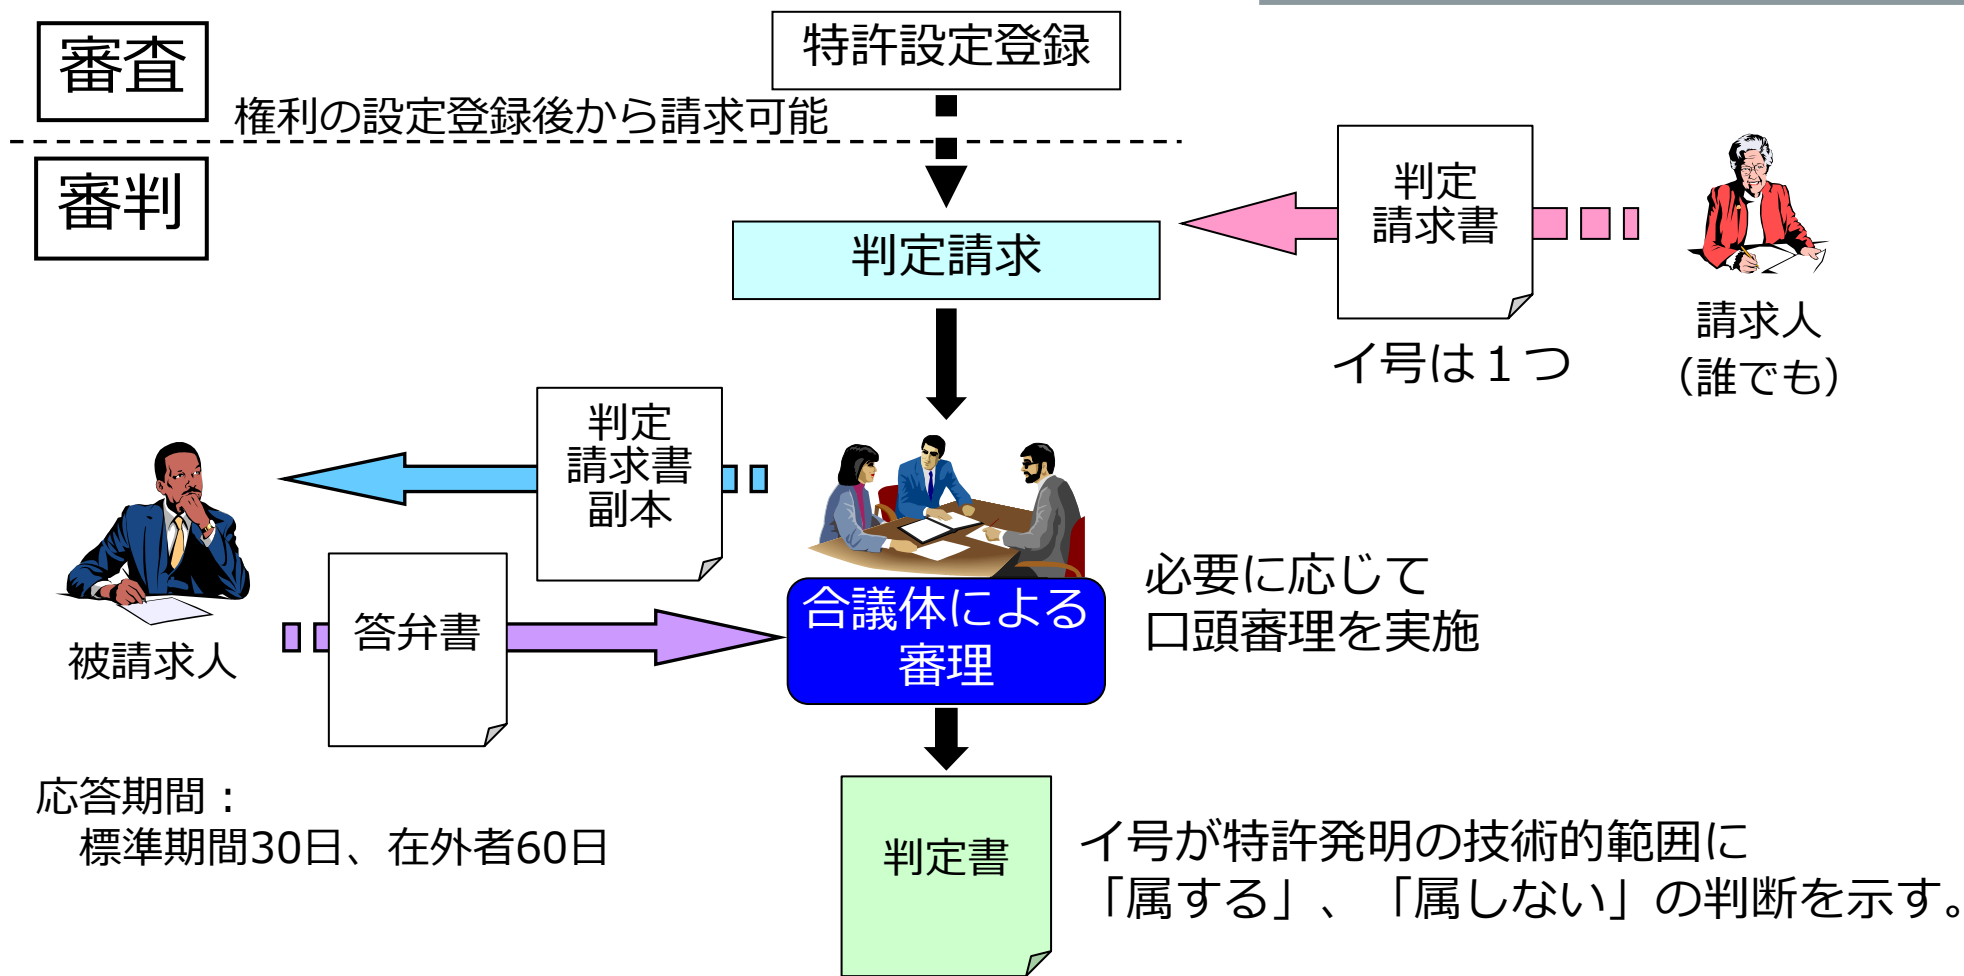 審査
特許設定登録
権利の設定登録後から請求可能
審判
判定
請求書
判定請求
請求人
（誰でも）
イ号は１つ
判定
請求書
副本
被請求人
答弁書
合議体による
審理
必要に応じて
口頭審理を実施
応答期間：
標準期間30日、在外者60日
判定書
イ号が特許発明の技術的範囲に
「属する」、「属しない」の判断を示す。